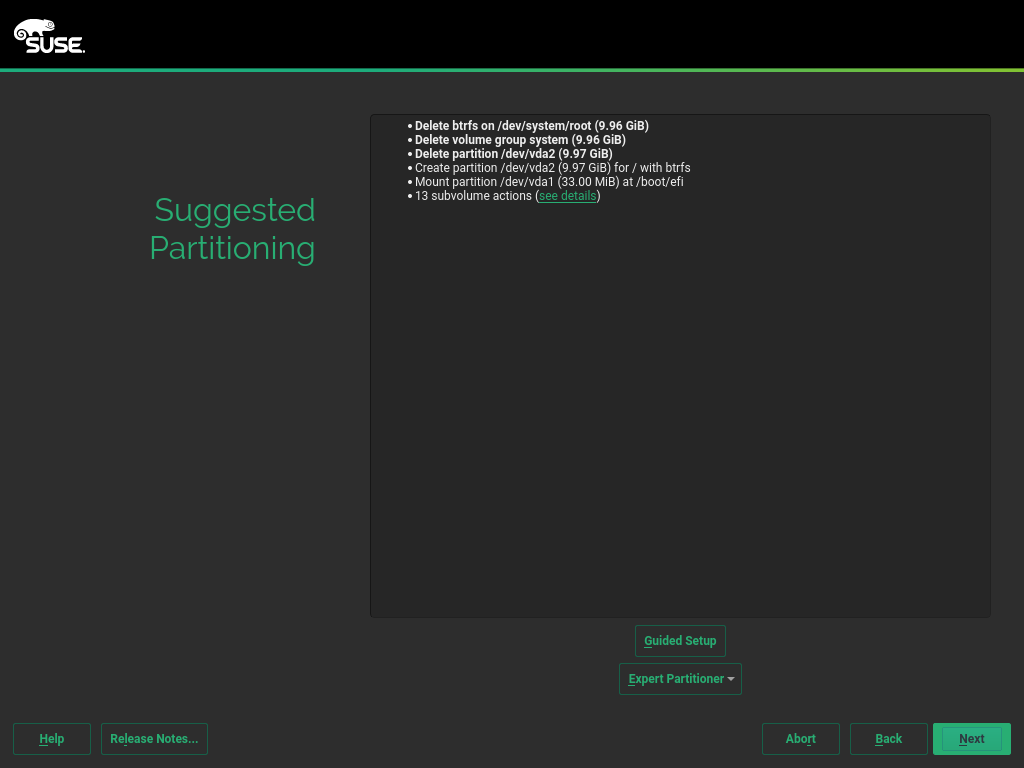 SUSE.
Suggested
Partitioning
• Delete btrfs on /dev/system/root (9.96 GiB)
• Delete volume group system (9.96 GiB)
• Delete partition /dev/vda2 (9.97 GiB)
• Create partition /dev/vda2 (9.97 GiB) for / with btrfs
• Mount partition /dev/vda1 (33.00 MiB) at /boot/efi
• 13 subvolume actions (see details)
Guided Setup
Expert Partitioner
Help
Release Notes...
Abort
Back
Next